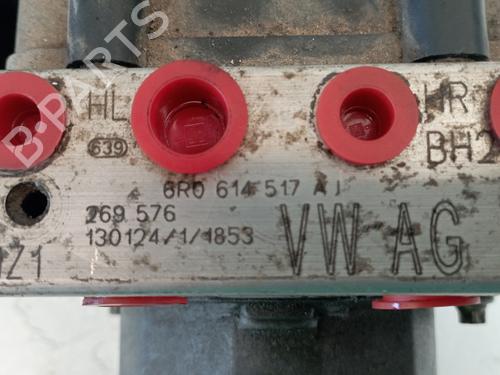 HL
HR
639
BH2
6R0 614 517 AJ
269 576
130124/1/1853
VW AG
Z1
B-PARTS